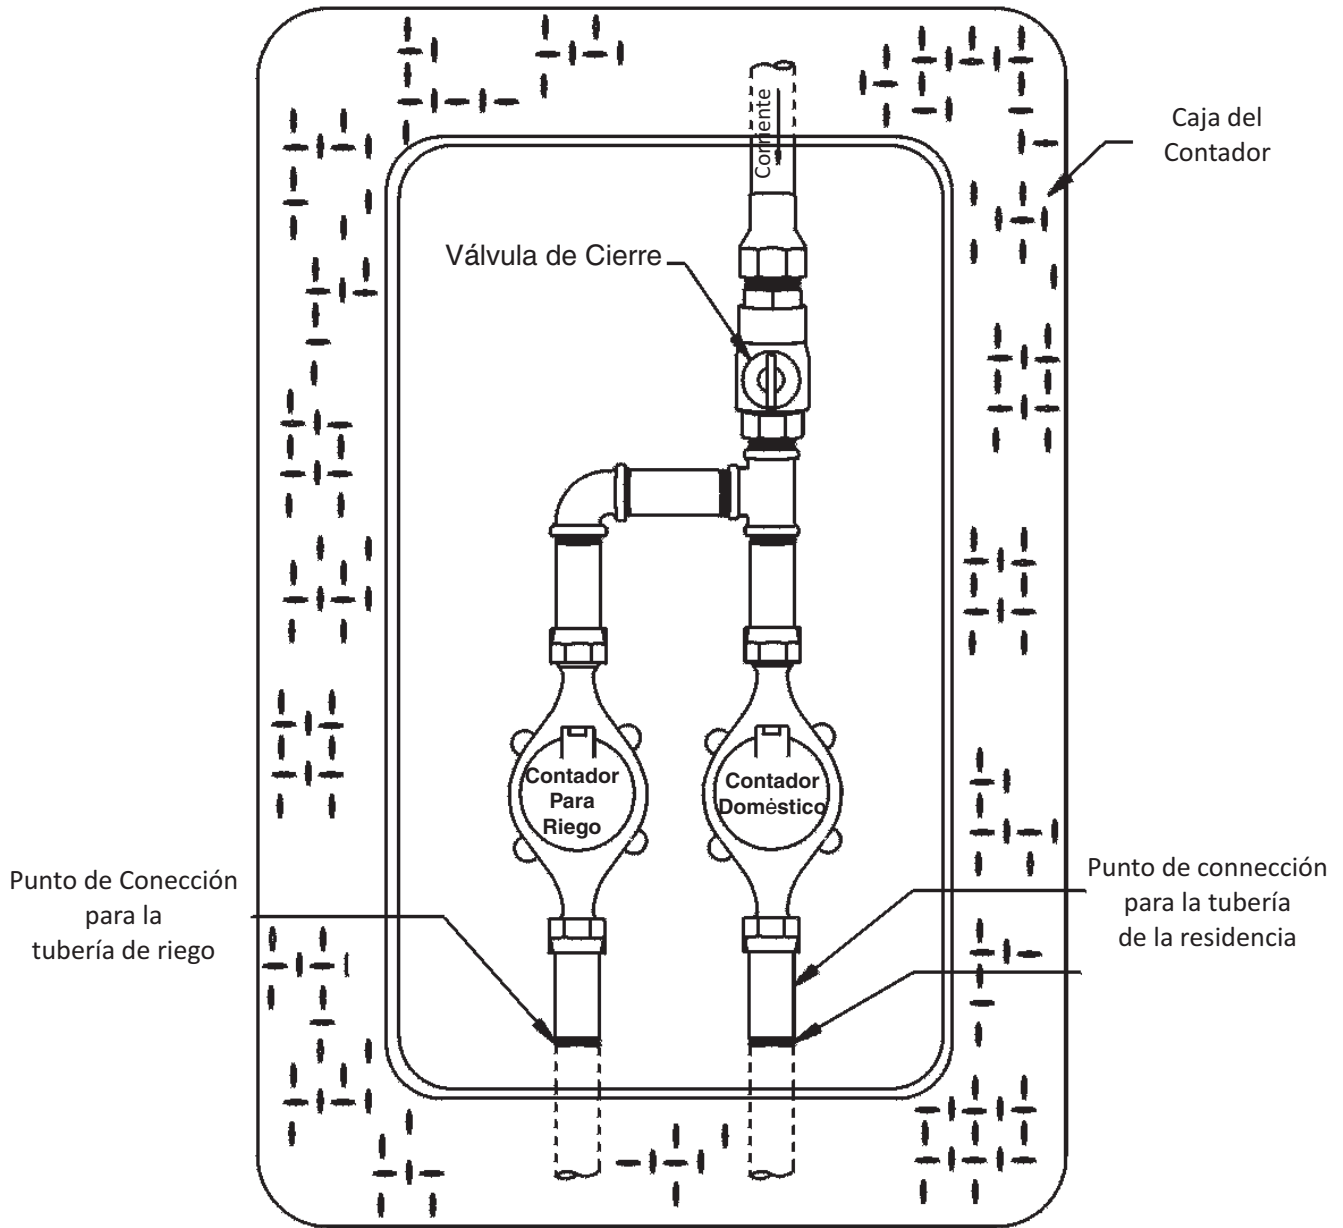 Corriente
Caja del
Contador
Válvula de Cierre
Contador
Para
Riego
Contador
Doméstico
Punto de Conección
para la
tubería de riego
Punto de connección
para la tubería
de la residencia